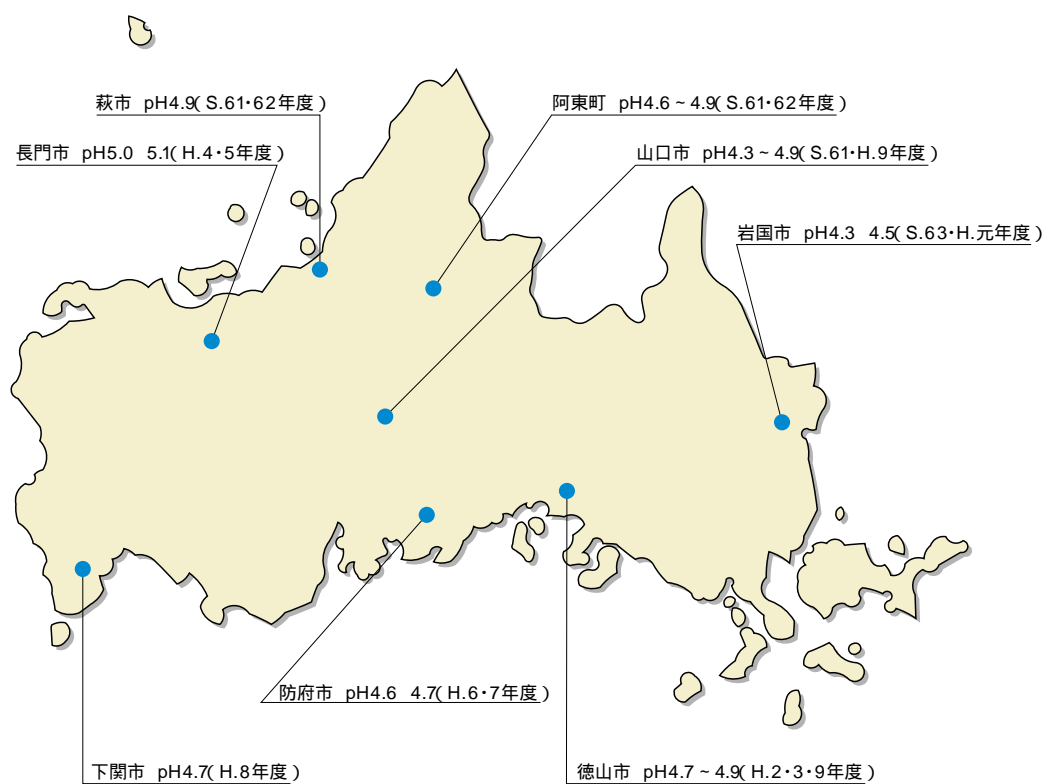 萩市 pH4.9(S.61・62年度)
阿東町 pH4.6~4.9(S.61・62年度)
長門市 pH5.0 5.1(H.4・5年度)
山口市 pH4.3~4.9(S.61・H.9年度)
岩国市 pH4.3 4.5(S.63・H.元年度)
防府市 pH4.6 4.7(H.6・7年度)
下関市 pH4.7(H.8年度)
徳山市 pH4.7~4.9(H.2・3・9年度)